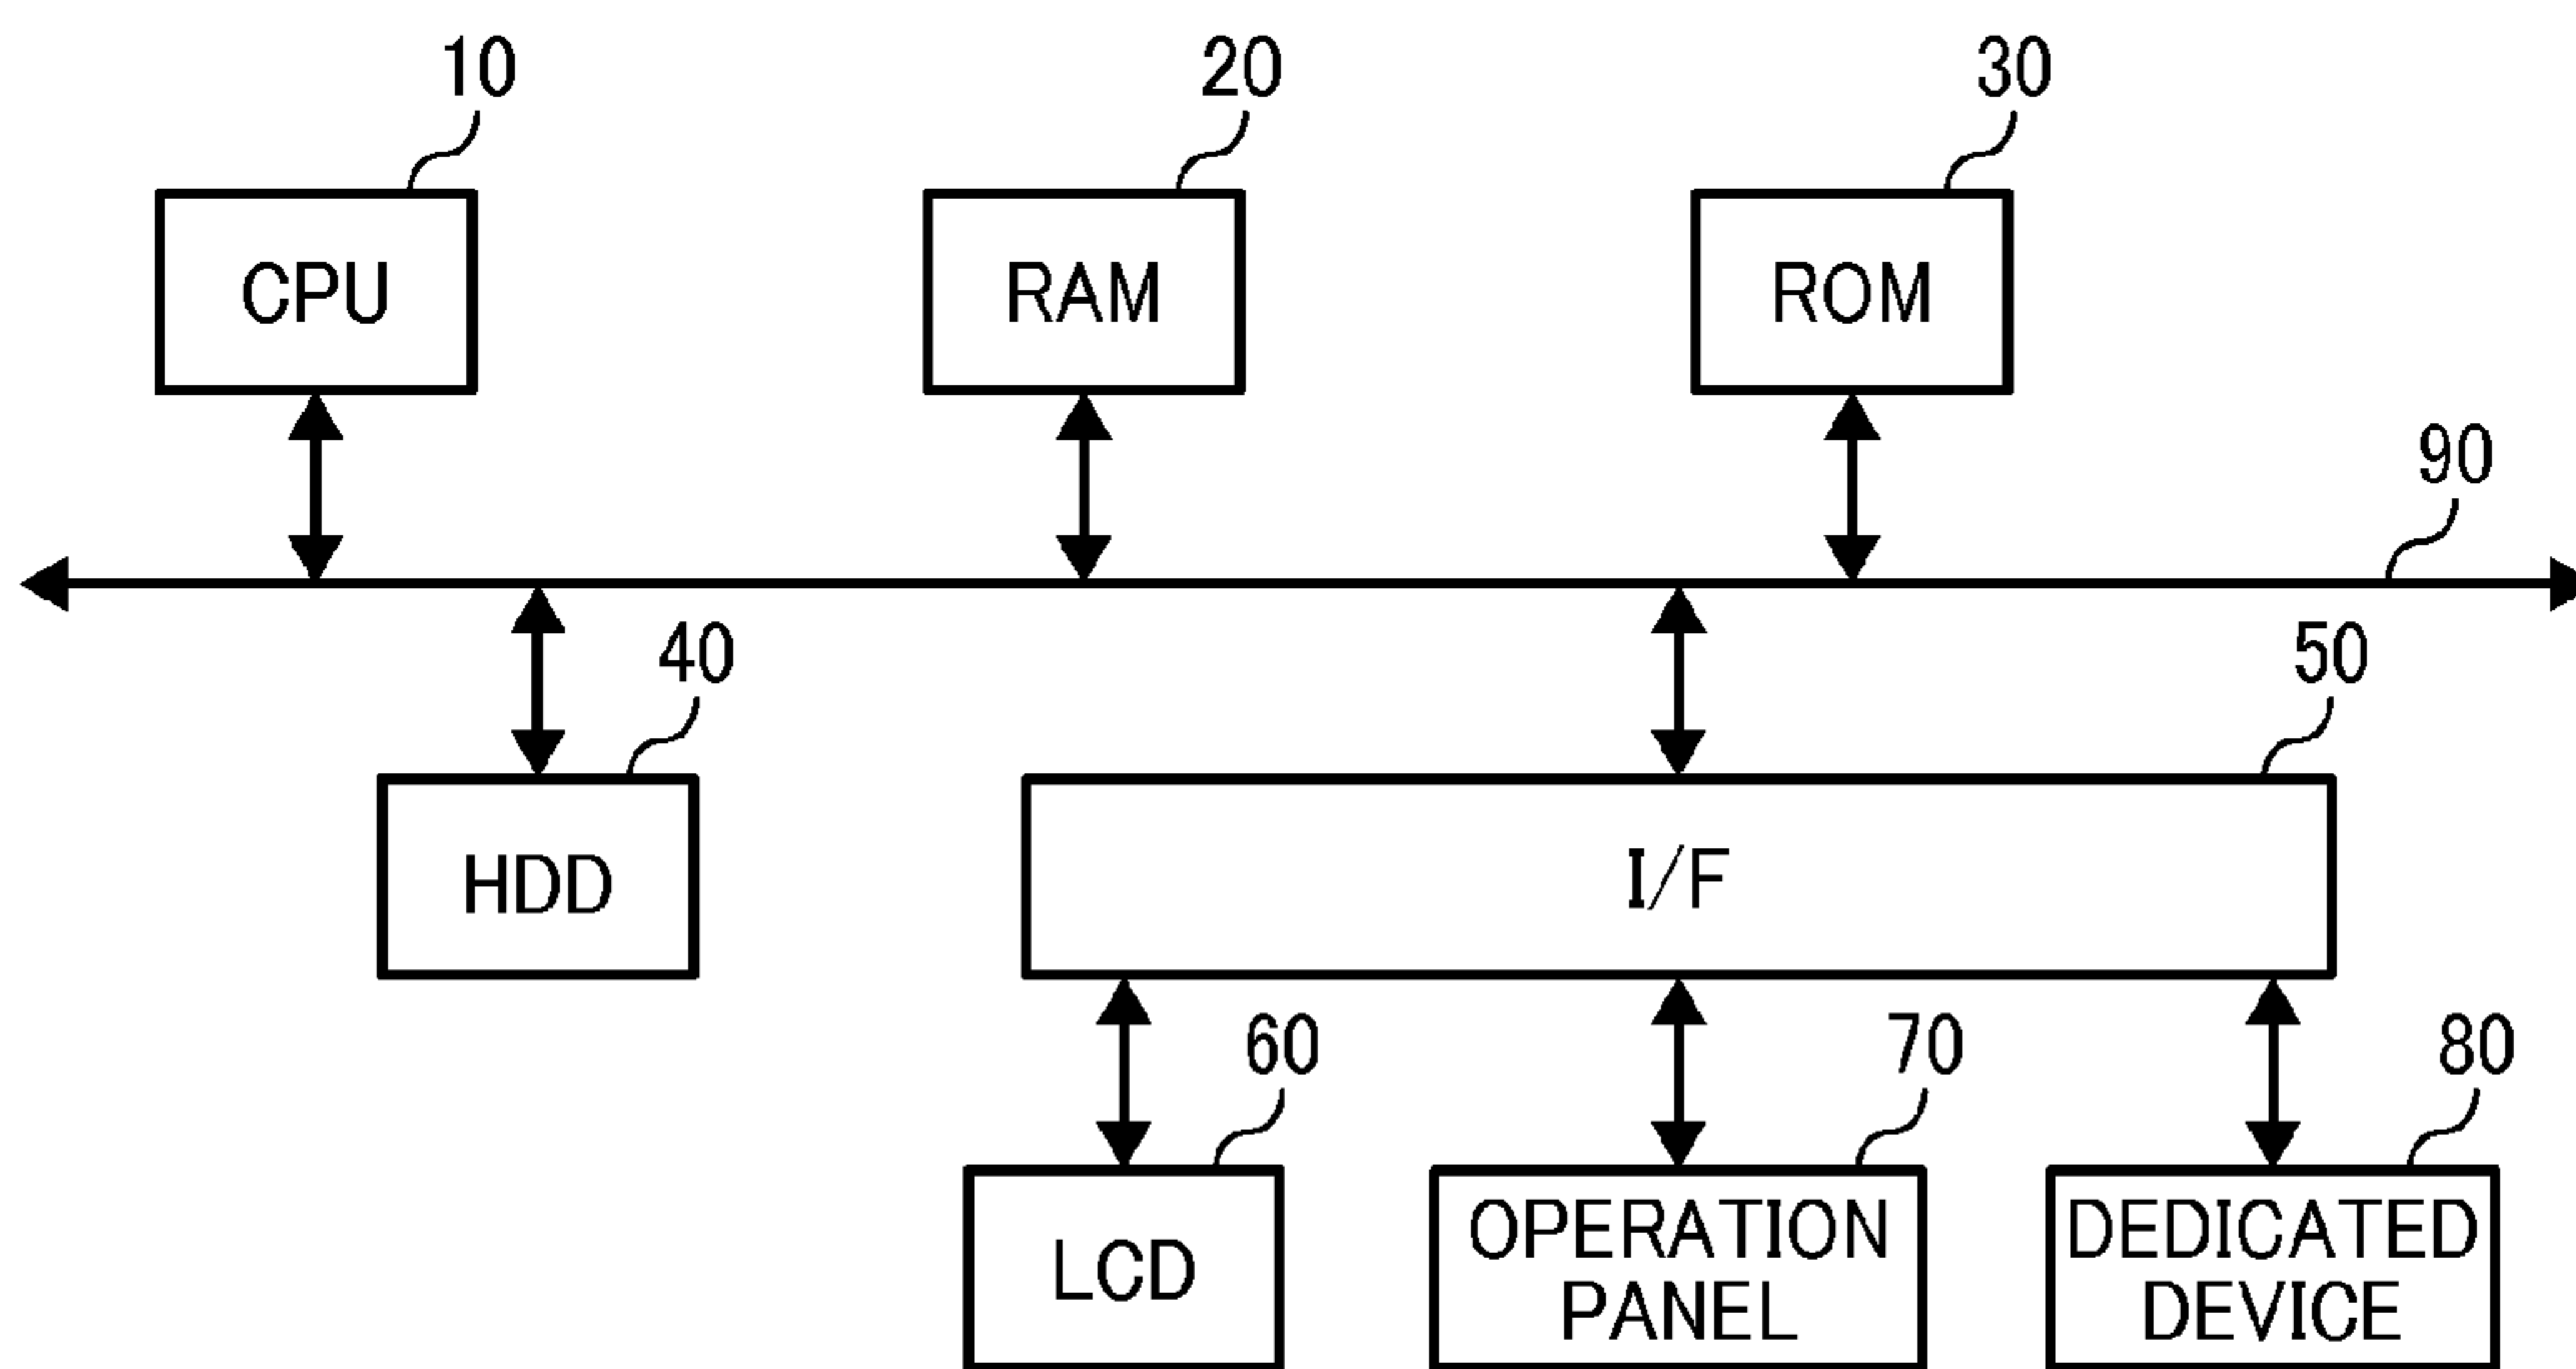 10
20
30
CPU
RAM
ROM
90
40
50
HDD
I/F
60
70
80
LCD
OPERATION
PANEL
DEDICATED
DEVICE